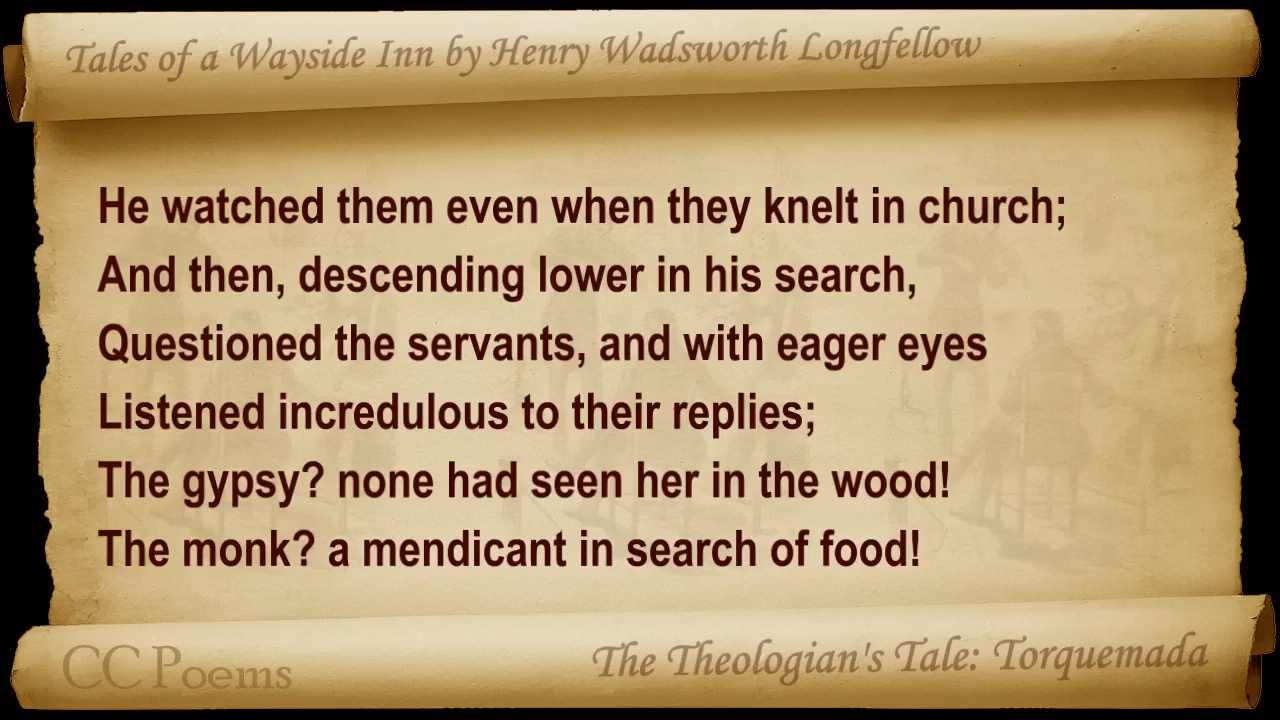 Tales of a Wayside Inn by Henry Wadsworth Longfellow
He watched them even when they knelt in church;
And then, descending lower in his search,
Questioned the servants, and with eager eyes
Listened incredulous to their replies;
The gypsy? none had seen her in the wood!
The monk? a mendicant in search of food!
CC Poems
The Theologian's Tale: Torquemada